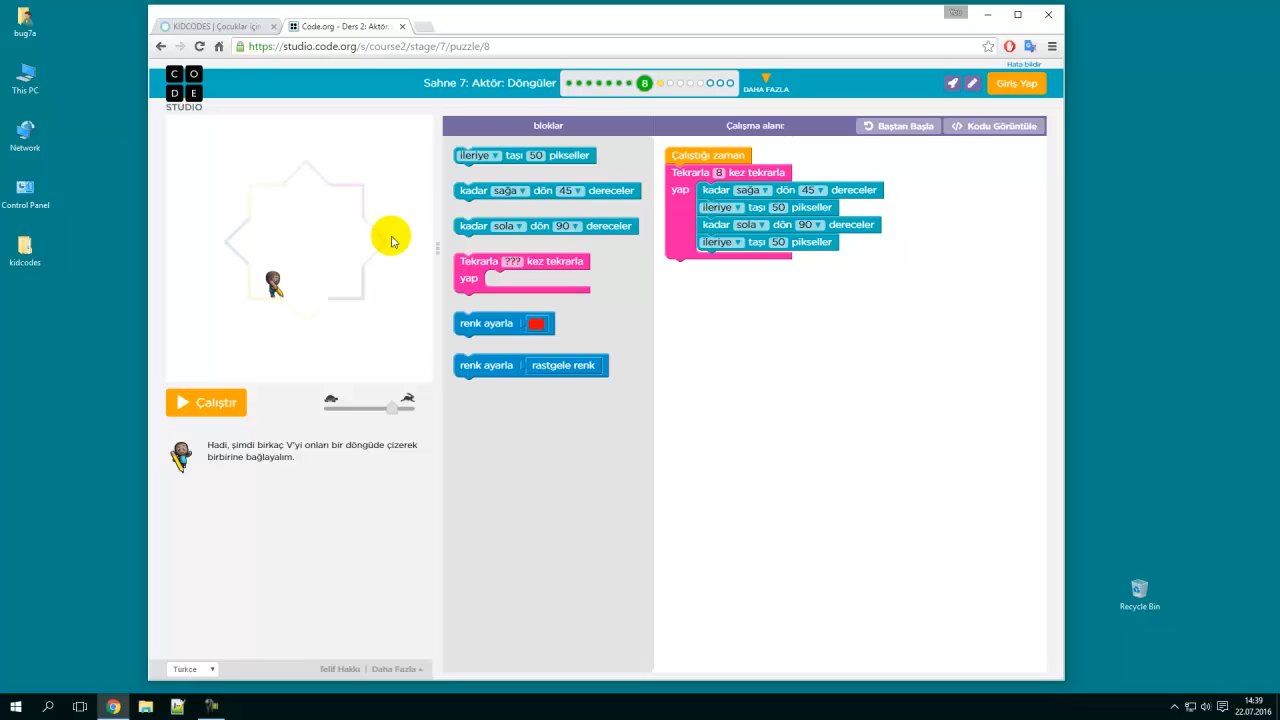 bug7a
This PC
Network
Control Panel
kidcodes
Recycle Bin
KIDCODES | Çocuklar için
Code.org - Ders 2: Aktör:
https://studio.code.org/s/course2/stage/7/puzzle/8
Hata bildir
C O
D E
STUDIO
Sahne 7: Aktör: Döngüler
8
DAHA FAZLA
Giriş Yap
bloklar
Çalışma alanı:
Baştan Başla
</> Kodu Görüntüle
ileriye taşı 50 pikseller
kadar sağa dön 45 dereceler
kadar sola dön 90 dereceler
Tekrarla ??? kez tekrarla
yap
renk ayarla
renk ayarla rastgele renk
Çalıştığı zaman
Tekrarla 8 kez tekrarla
yap kadar sağa dön 45 dereceler
ileriye taşı 50 pikseller
kadar sola dön 90 dereceler
ileriye taşı 50 pikseller
Çalıştır
Hadi, şimdi birkaç V'yi onları bir döngüde çizerek
birbirine bağlayalım.
Türkçe
Telif Hakkı | Daha Fazla
14:39
22.07.2016